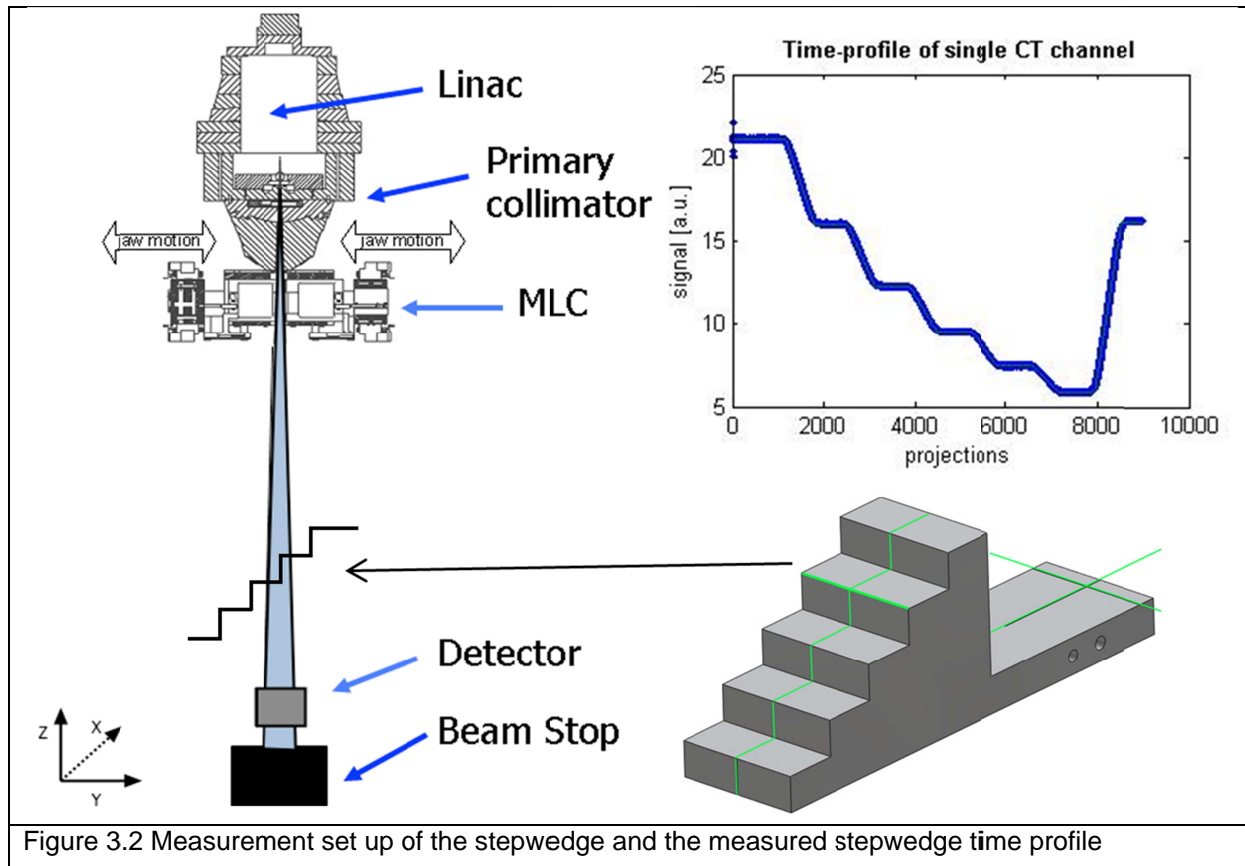 Linac
Primary
collimator
jaw motion
jaw motion
MLC
Detector
Beam Stop
Z
X
Y
Time-profile of single CT channel
25
20
15
10
5
signal [a.u.]
0
2000
4000
6000
8000
10000
projections
Figure 3.2 Measurement set up of the stepwedge and the measured stepwedge time profile